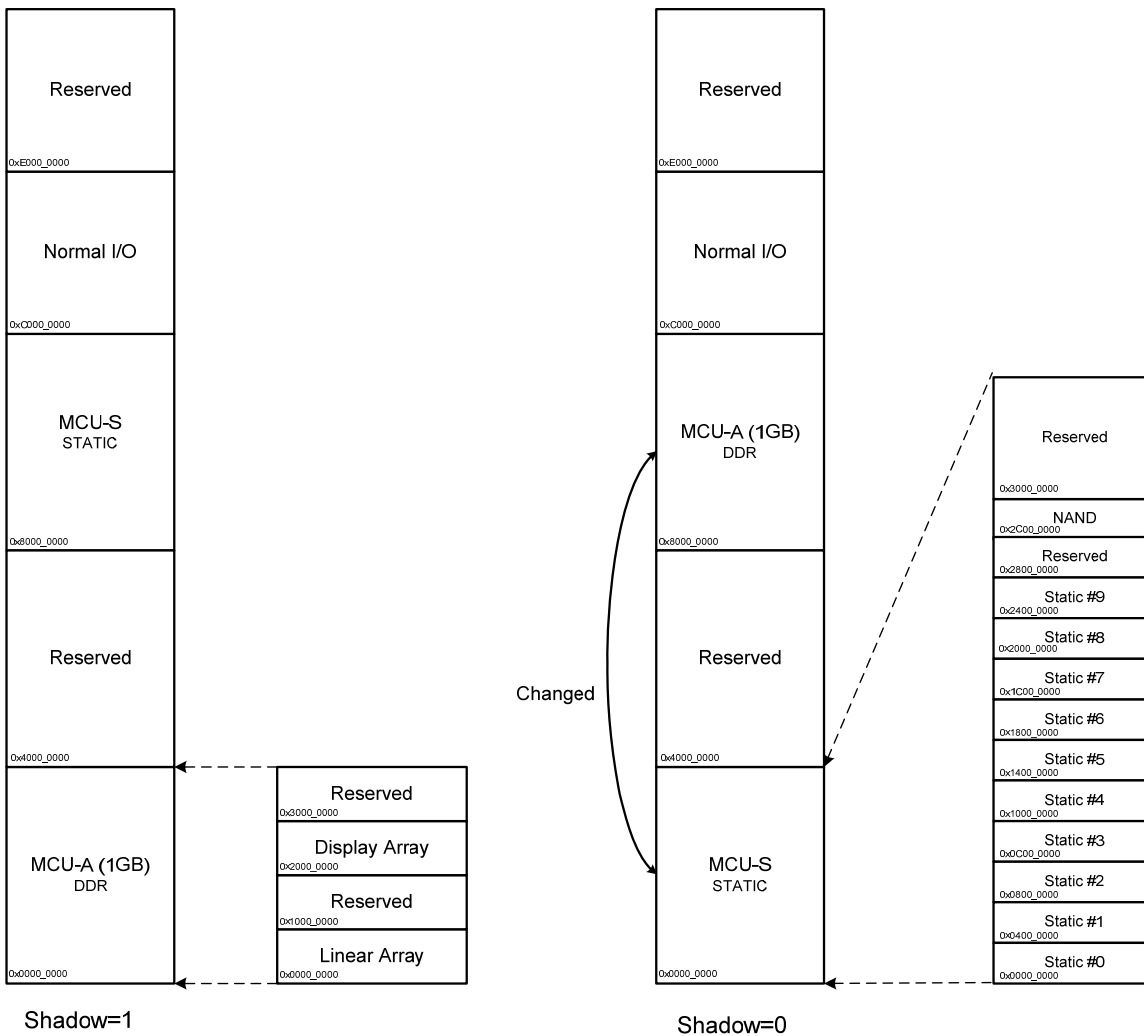 Reserved
0xE000_0000
Normal I/O
0xC000_0000
MCU-S
STATIC
0x8000_0000
Reserved
0x4000_0000
MCU-A (1GB)
DDR
0x0000_0000
Reserved
0x3000_0000
Display Array
0x2000_0000
Reserved
0x1000_0000
Linear Array
0x0000_0000
Shadow=1
Reserved
0xE000_0000
Normal I/O
0xC000_0000
MCU-A (1GB)
DDR
0x8000_0000
Reserved
0x4000_0000
MCU-S
STATIC
0x0000_0000
Changed
Reserved
0x3000_0000
NAND
0x2C00_0000
Reserved
0x2800_0000
Static #9
0x2400_0000
Static #8
0x2000_0000
Static #7
0x1C00_0000
Static #6
0x1800_0000
Static #5
0x1400_0000
Static #4
0x1000_0000
Static #3
0x0C00_0000
Static #2
0x0800_0000
Static #1
0x0400_0000
Static #0
0x0000_0000
Shadow=0